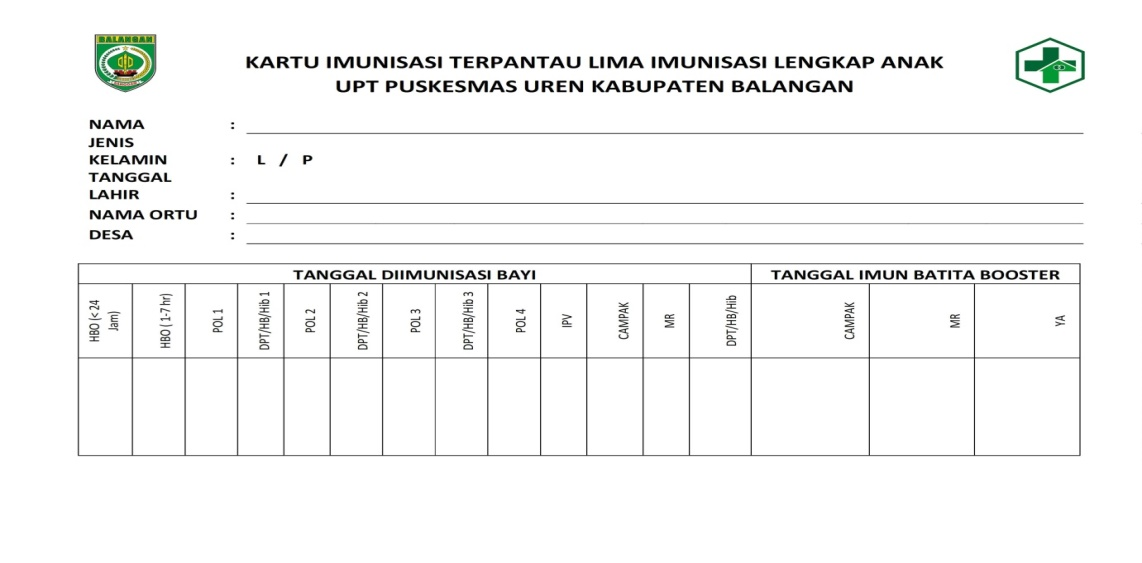 BALANGAN
KARTU IMUNISASI TERPANTAU LIMA IMUNISASI LENGKAP ANAK
UPT PUSKESMAS UREN KABUPATEN BALANGAN
NAMA :
JENIS
KELAMIN : L / P
TANGGAL
LAHIR :
NAMA ORTU :
DESA :
TANGGAL DIIMUNISASI BAYI
TANGGAL IMUN BATITA BOOSTER
HBO (< 24
Jam)
HBO ( 1-7 hr)
POL 1
DPT/HB/Hib 1
POL 2
DPT/HB/Hib 2
POL 3
DPT/HB/Hib 3
POL 4
IPV
CAMPAK
MR
DPT/HB/Hib
CAMPAK
MR
YA